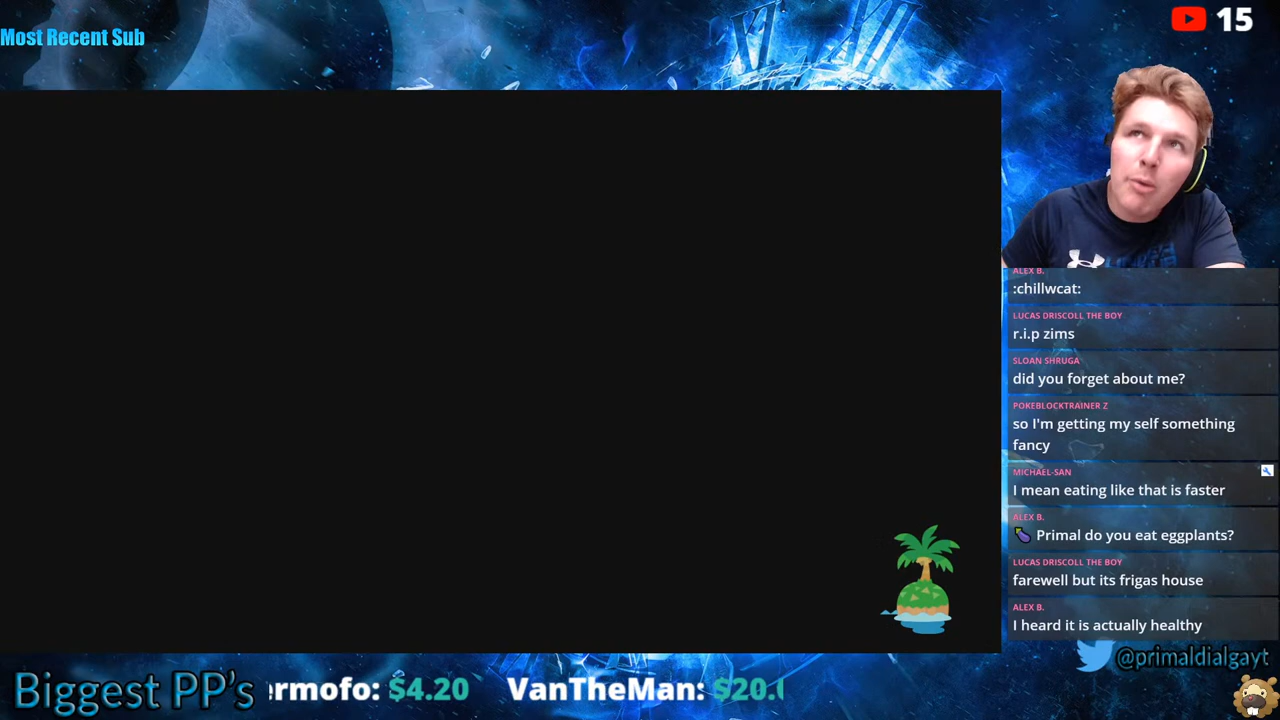 Most Recent Sub
15
ALEX B.
:chillwcat:
LUCAS DRISCOLL THE BOY
r.i.p zims
SLOAN SHRUGA
did you forget about me?
POKEBLOCKTRAINER Z
so I'm getting my self something
fancy
MICHAEL-SAN
I mean eating like that is faster
ALEX B.
Primal do you eat eggplants?
LUCAS DRISCOLL THE BOY
farewell but its frigas house
ALEX B.
I heard it is actually healthy
@primaldialgayt
Biggest PP's ermofo: $4.20 VanTheMan: